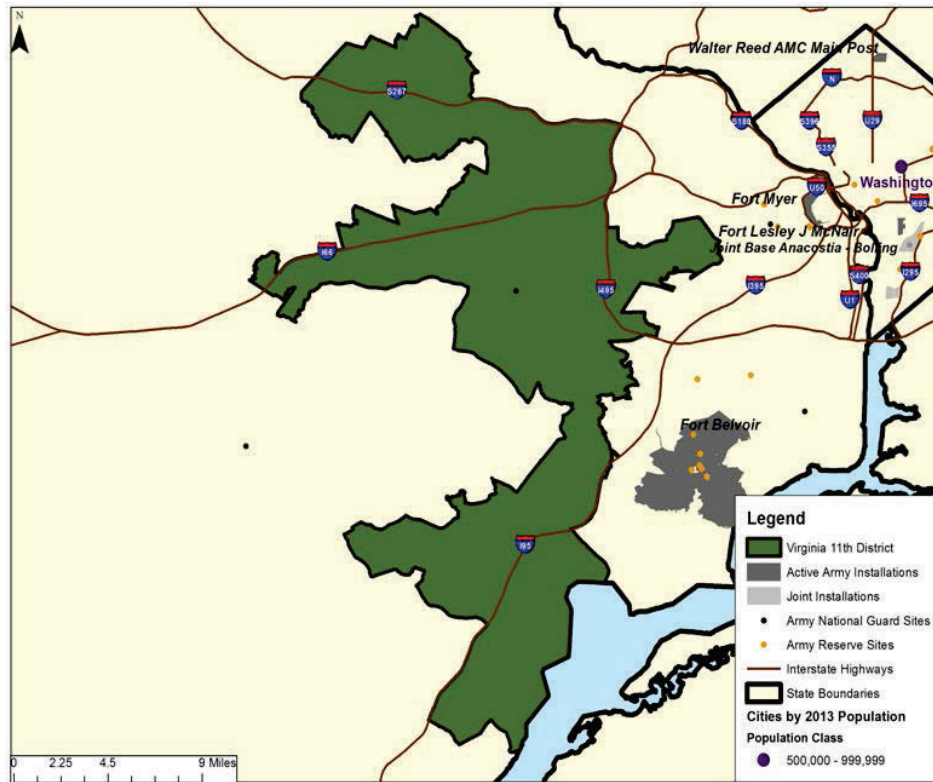 N
Walter Reed AMC Main Post
S267
N
S189
S396
U29
S355
Washington
U50
Fort Myer
I695
Fort Lesley J McNair
Joint Base Anacostia - Bolling
I66
I495
I395
S400
I295
U1
Fort Belvoir
I95
Legend
Virginia 11th District
Active Army Installations
Joint Installations
Army National Guard Sites
Army Reserve Sites
Interstate Highways
State Boundaries
Cities by 2013 Population
Population Class
500,000 - 999,999
0 2.25 4.5 9 Miles